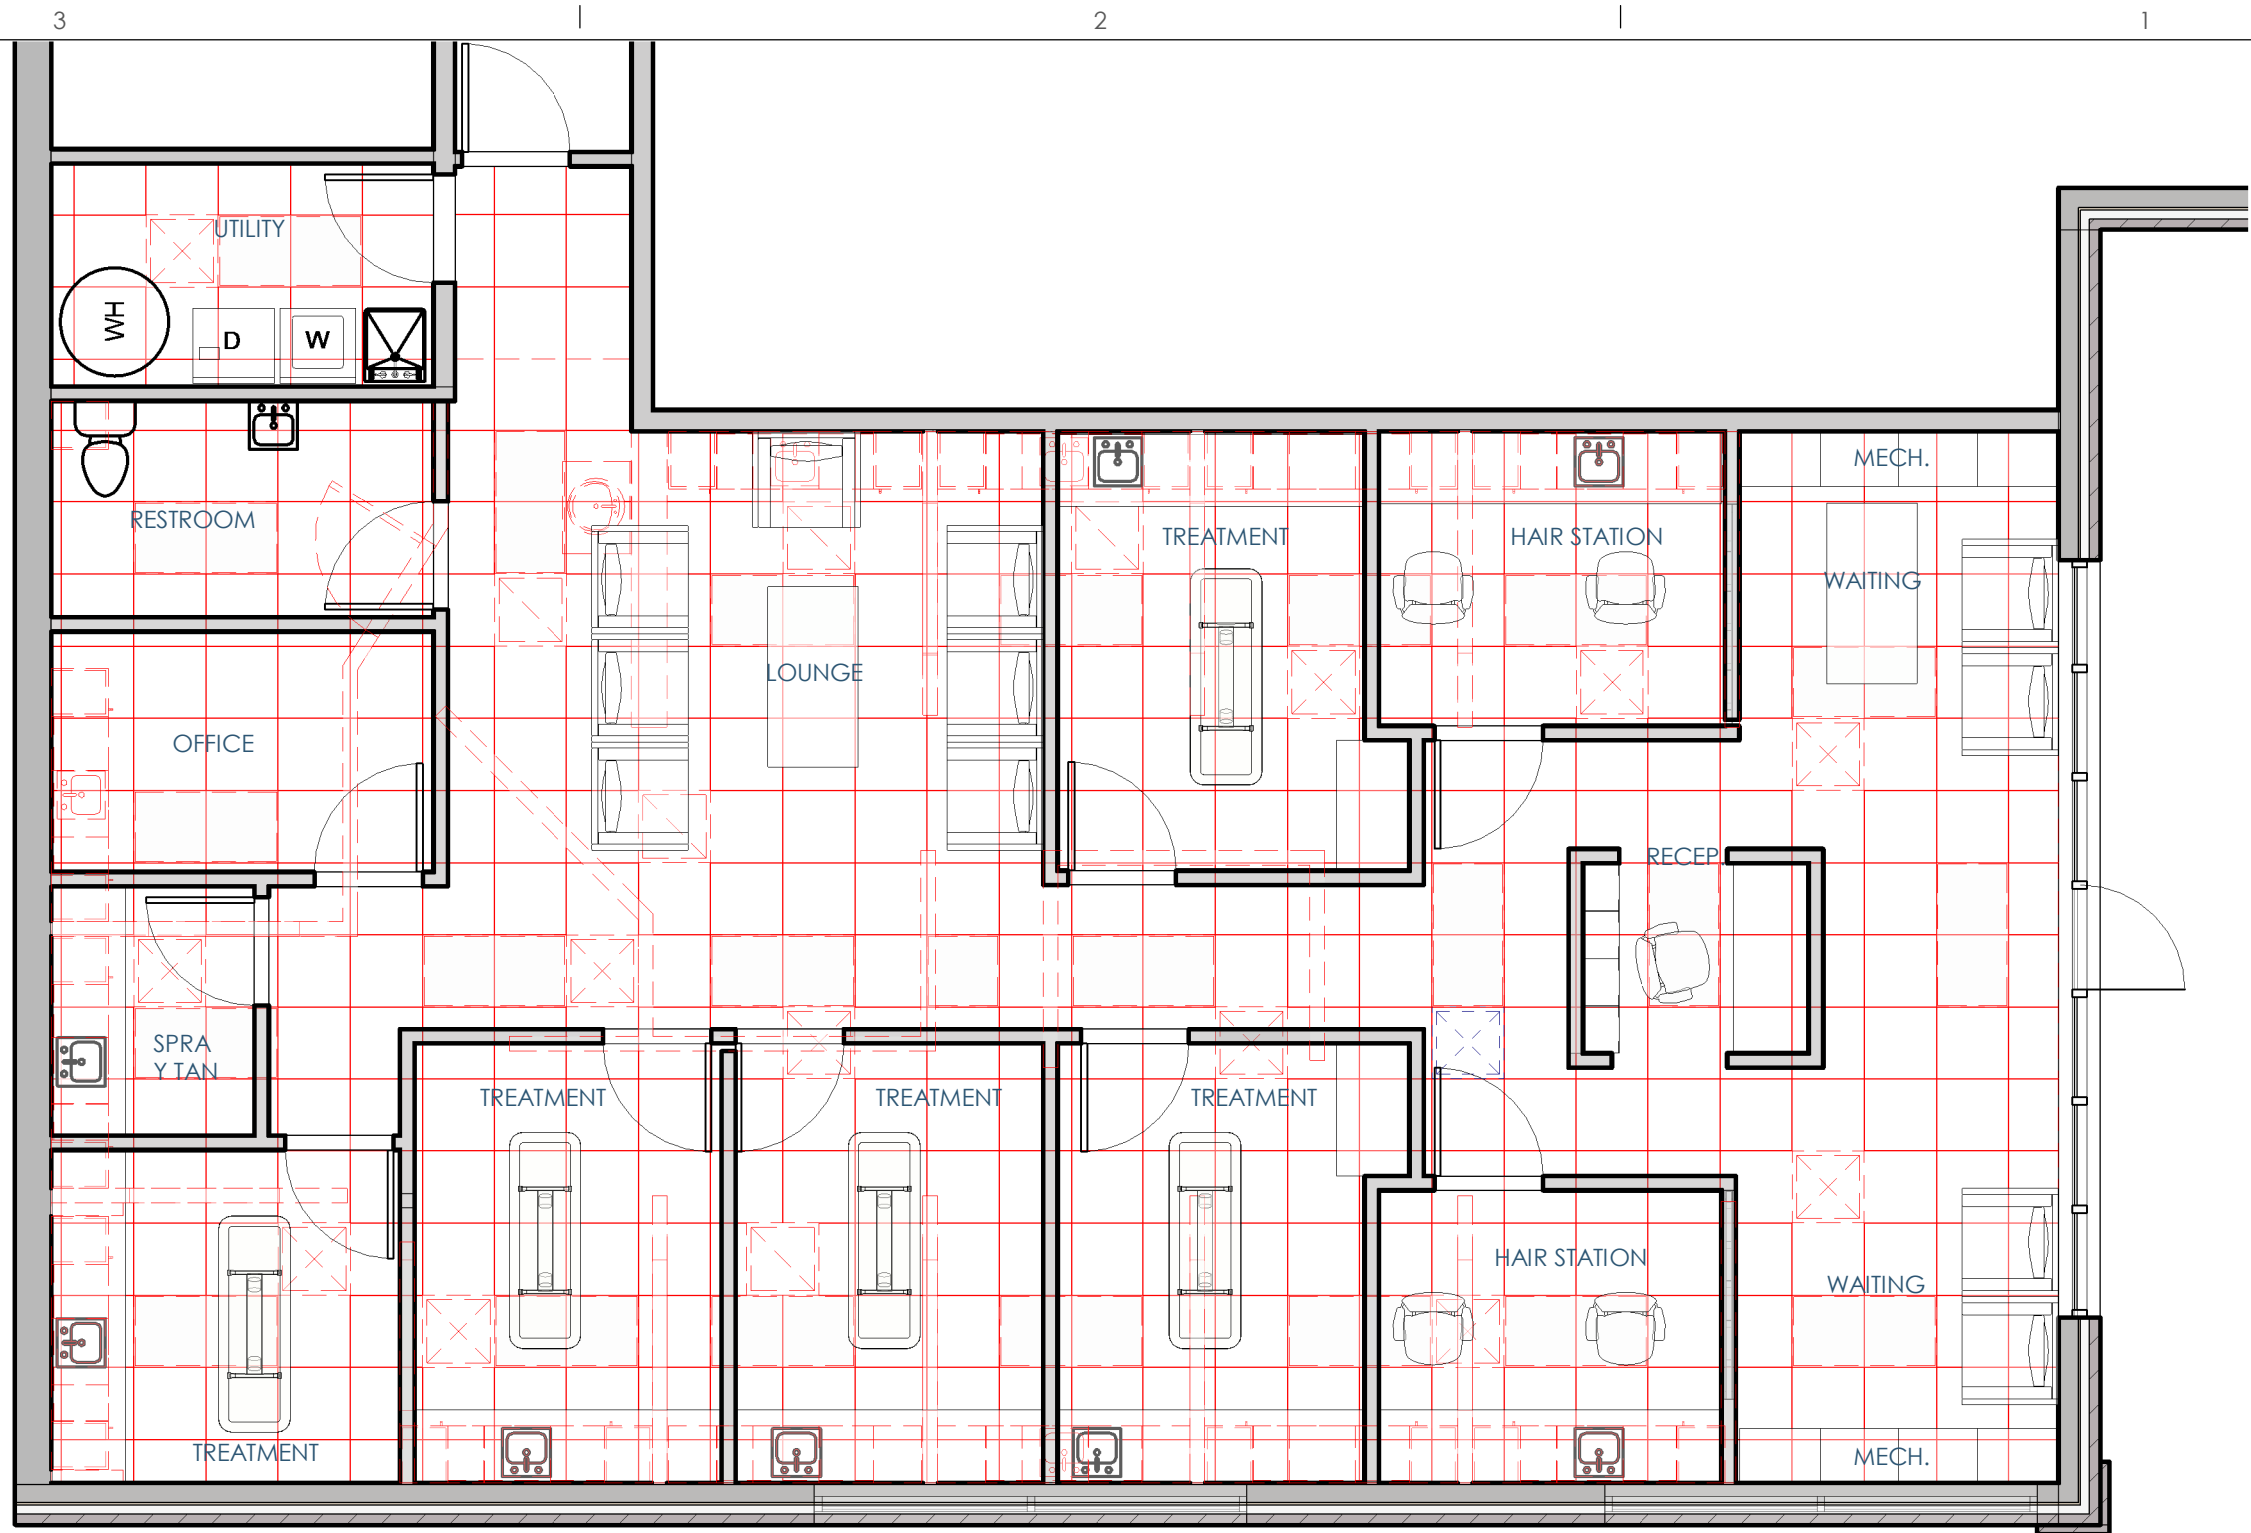 3
2
1
UTILITY
WH
D
W
RESTROOM
MECH.
TREATMENT
HAIR STATION
WAITING
LOUNGE
OFFICE
RECEP.
SPRA
Y TAN
TREATMENT
TREATMENT
TREATMENT
HAIR STATION
WAITING
TREATMENT
MECH.